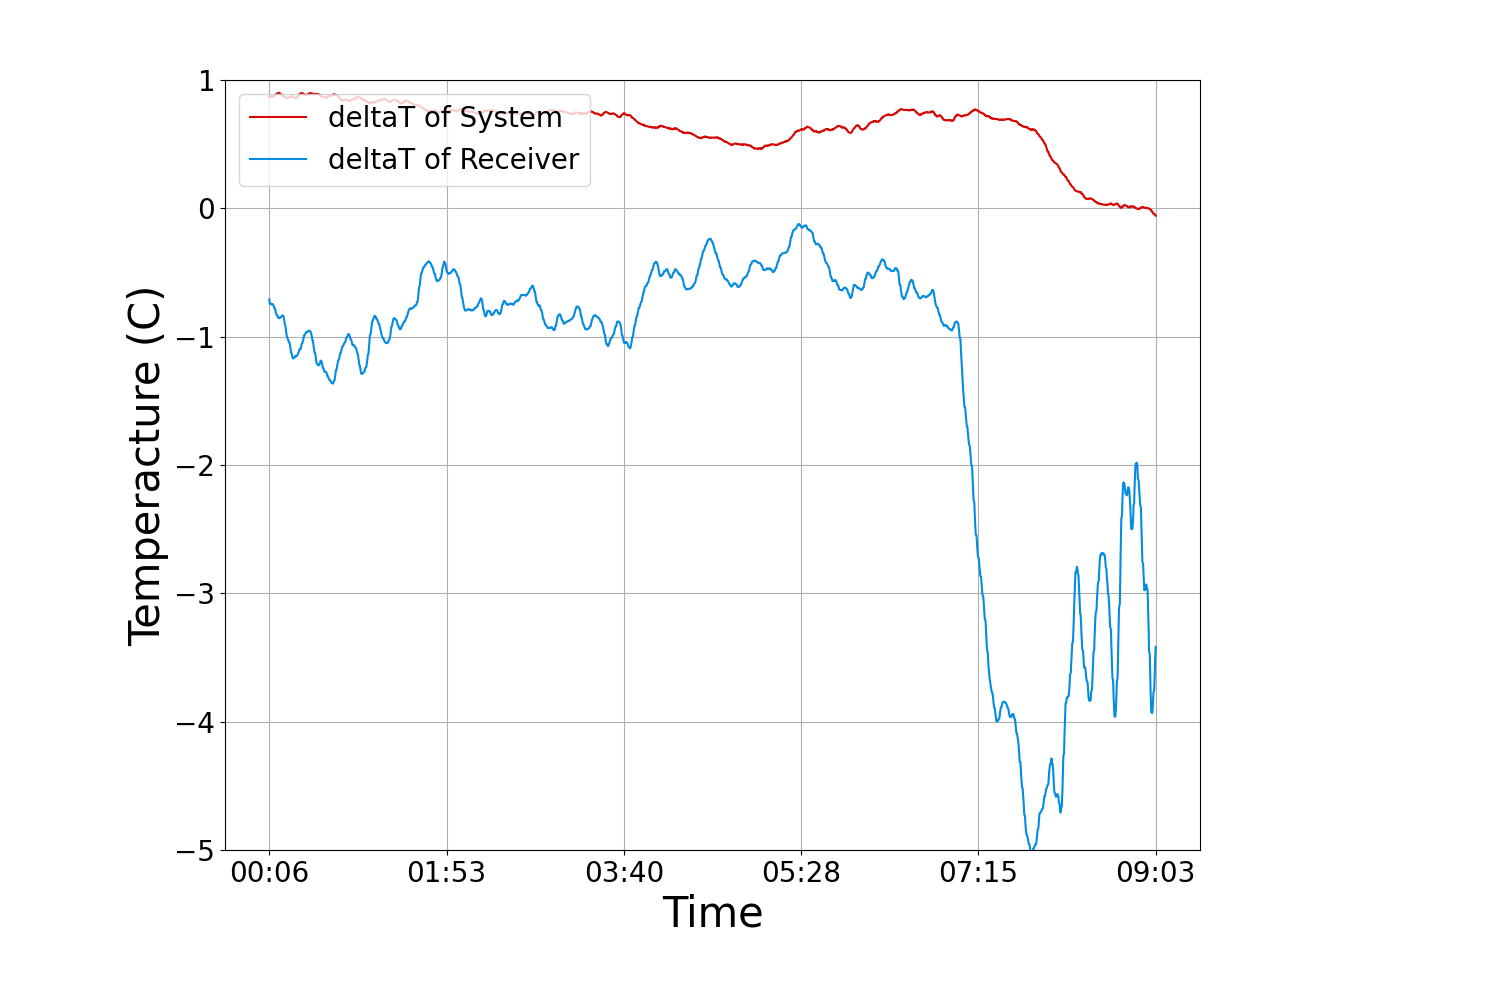 deltaT of System
deltaT of Receiver
1
0
−1
−2
−3
−4
−5
Temperacture (C)
00:06 01:53 03:40 05:28 07:15 09:03
Time